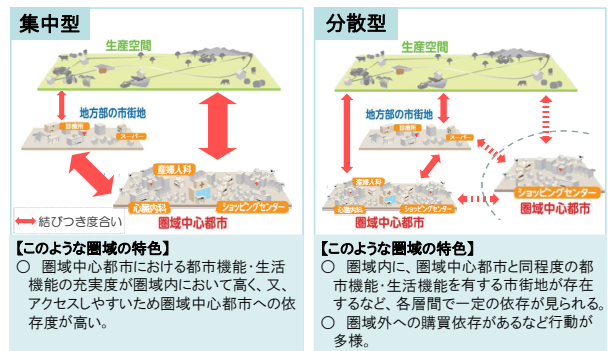 集中型
生産空間
地方部の市街地
診療所
スーパー
産婦人科
心臓内科
ショッピングセンター
圏域中心都市
結びつき度合い
【このような圏域の特色】
○ 圏域中心都市における都市機能・生活
機能の充実度が圏域内において高く、又、
アクセスしやすいため圏域中心都市への依
存度が高い。
分散型
生産空間
地方部の市街地
診療所
スーパー
産婦人科
心臓内科
ショッピングセンター
圏域中心都市
ショッピングセンター
圏域中心都市
【このような圏域の特色】
○ 圏域内に、圏域中心都市と同程度の都
市機能・生活機能を有する市街地が存在
するなど、各層間で一定の依存が見られる。
○ 圏域外への購買依存があるなど行動が
多様。